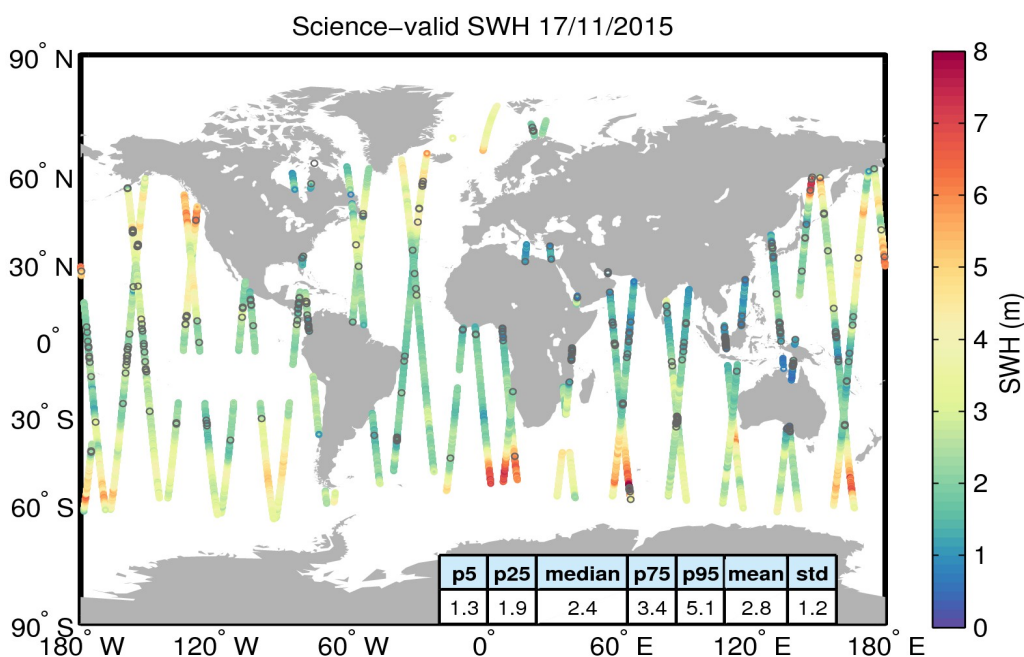 Science−valid SWH 17/11/2015
90° N
60° N
30° N
0°
30° S
60° S
90° S
180° W
120° W
60° W
0°
60° E
120° E
180° E
p5 p25 median p75 p95 mean std
1.3 1.9 2.4 3.4 5.1 2.8 1.2
8
7
6
5
4
3
2
1
0
SWH (m)